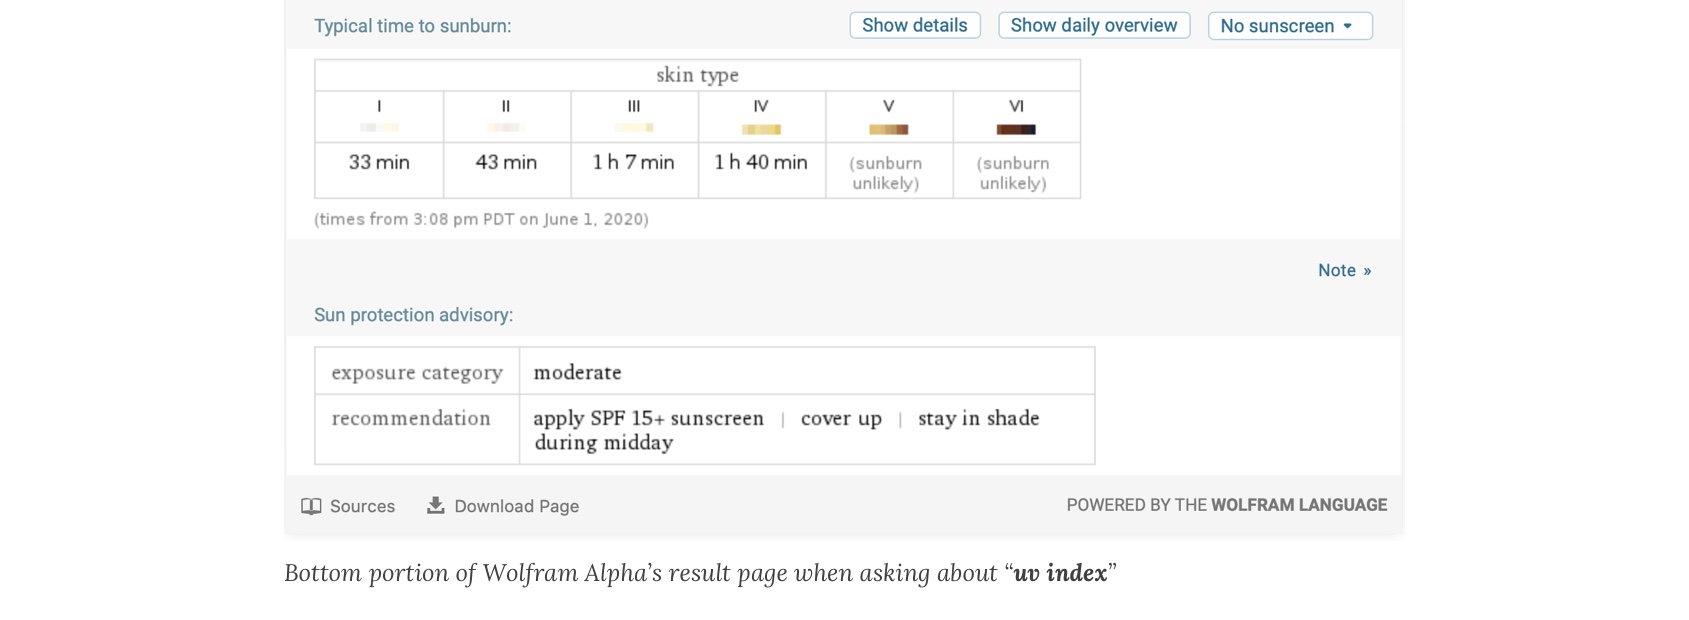 Typical time to sunburn: Show details Show daily overview No sunscreen
skin type
I II III IV V VI
33 min 43 min 1 h 7 min 1 h 40 min (sunburn unlikely) (sunburn unlikely)
(times from 3:08 pm PDT on June 1, 2020)
Note »
Sun protection advisory:
exposure category moderate
recommendation apply SPF 15+ sunscreen | cover up | stay in shade
during midday
Sources Download Page POWERED BY THE WOLFRAM LANGUAGE
Bottom portion of Wolfram Alpha’s result page when asking about “uv index”